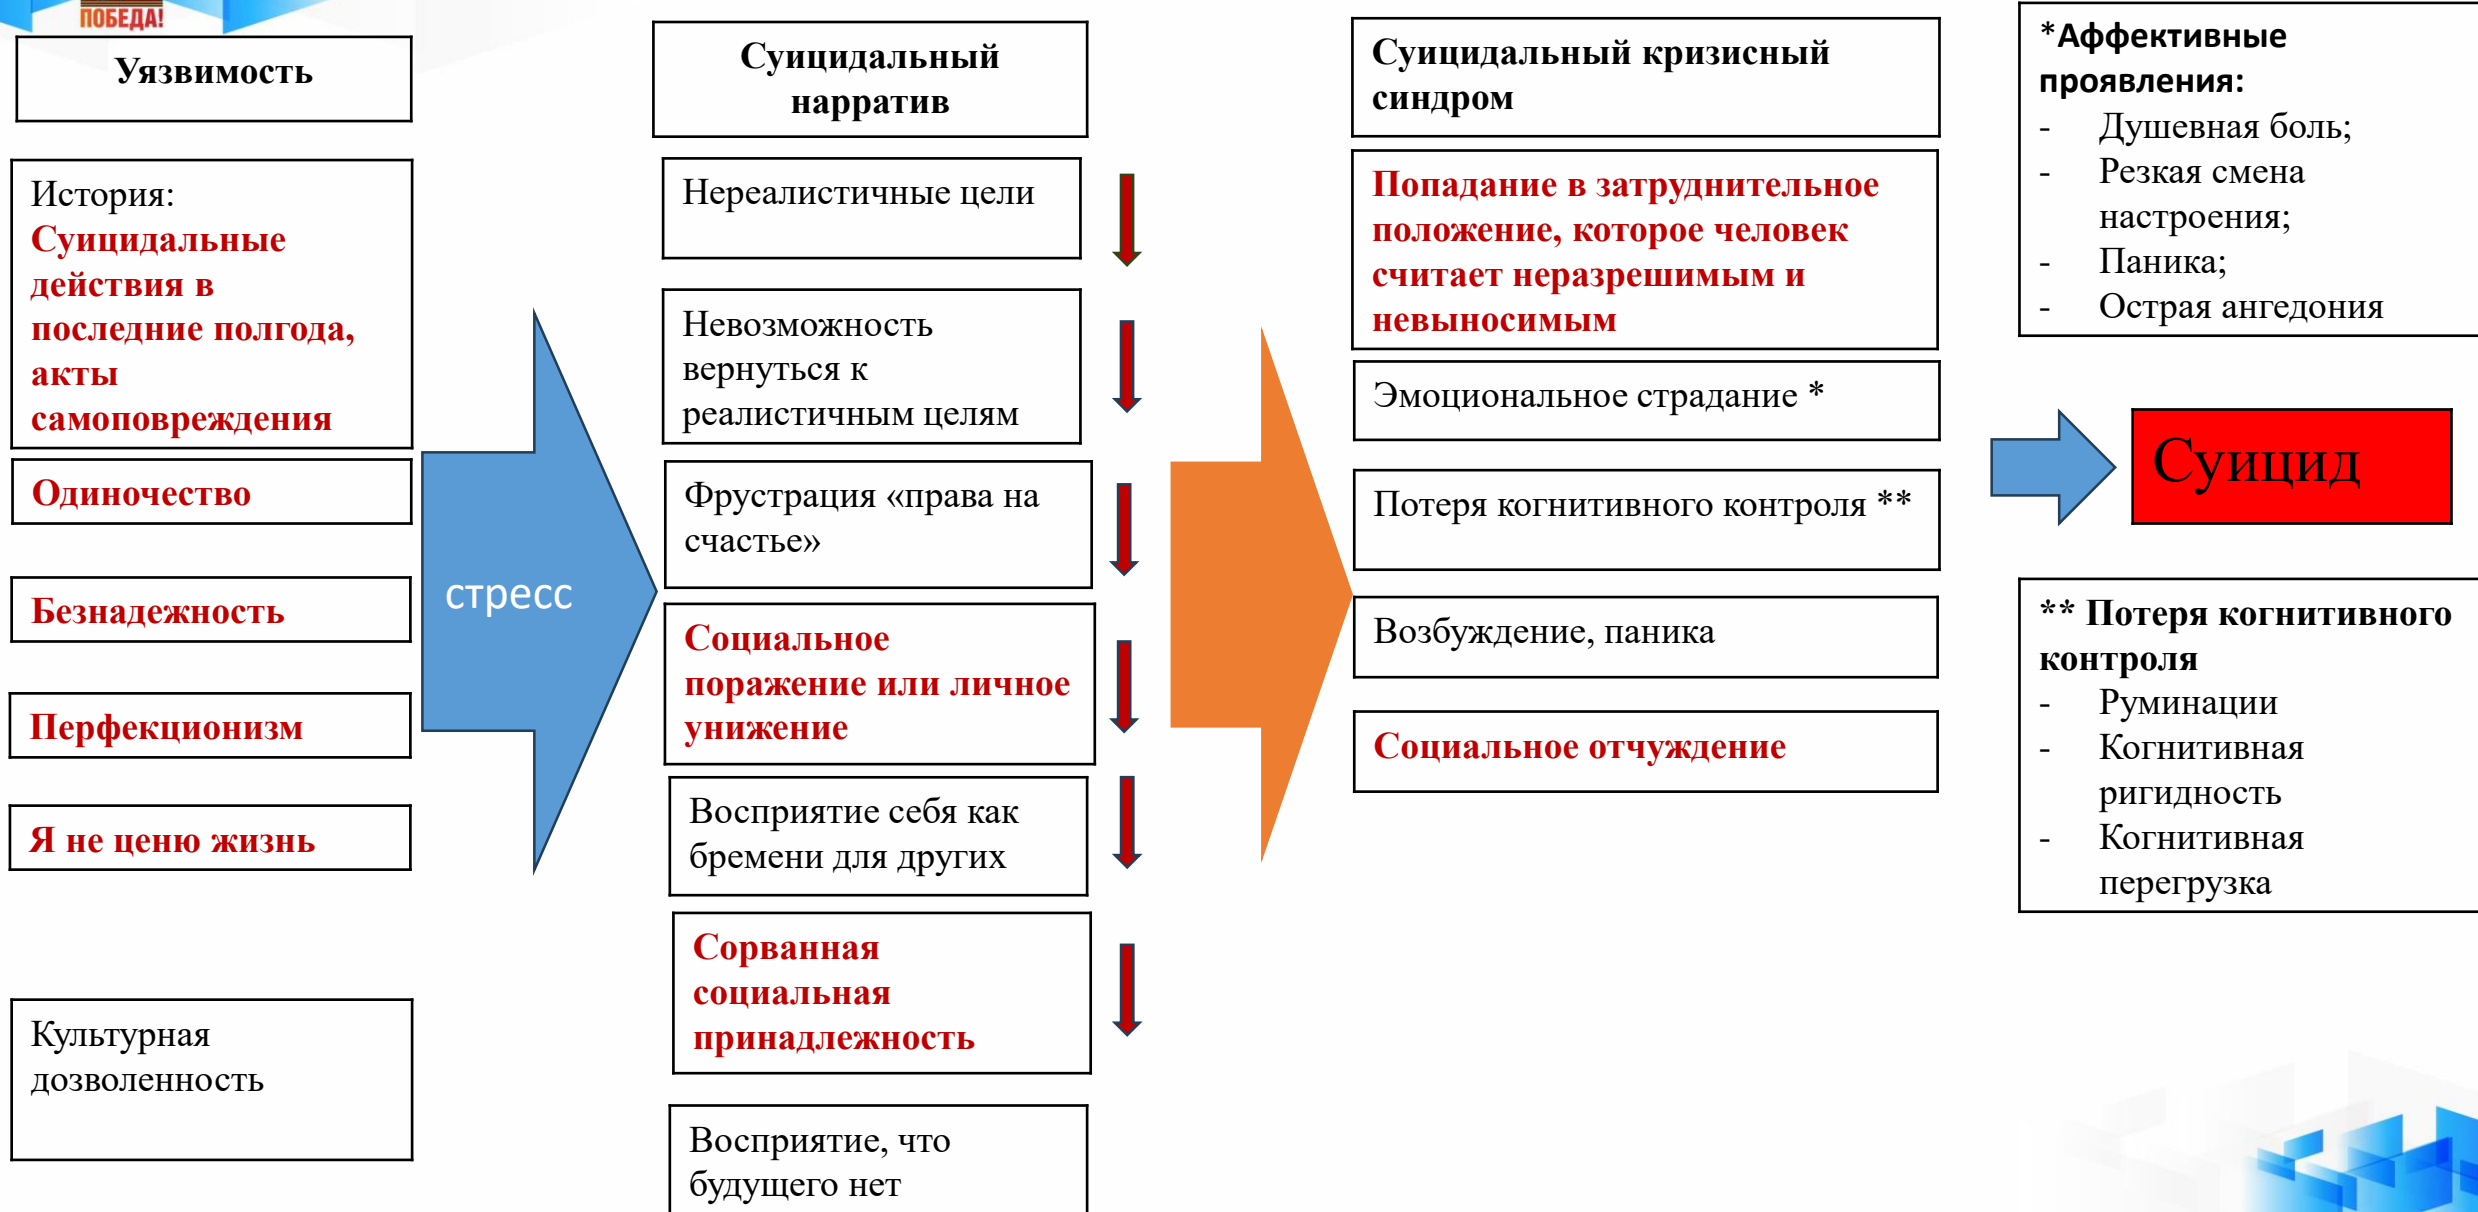 ПОБЕДА!
Уязвимость
История:
Суицидальные
действия в
последние полгода,
акты
самоповреждения
Одиночество
Безнадежность
Перфекционизм
Я не ценю жизнь
Культурная
дозволенность
стресс
Суицидальный
нарратив
Нереалистичные цели
Невозможность
вернуться к
реалистичным целям
Фрустрация «права на
счастье»
Социальное
поражение или личное
унижение
Восприятие себя как
бремени для других
Сорванная
социальная
принадлежность
Восприятие, что
будущего нет
Суицидальный кризисный
синдром
Попадание в затруднительное
положение, которое человек
считает неразрешимым и
невыносимым
Эмоциональное страдание *
Потеря когнитивного контроля **
Возбуждение, паника
Социальное отчуждение
*Аффективные
проявления:
- Душевная боль;
- Резкая смена
настроения;
- Паника;
- Острая ангедония
Суицид
** Потеря когнитивного
контроля
- Руминации
- Когнитивная
ригидность
- Когнитивная
перегрузка